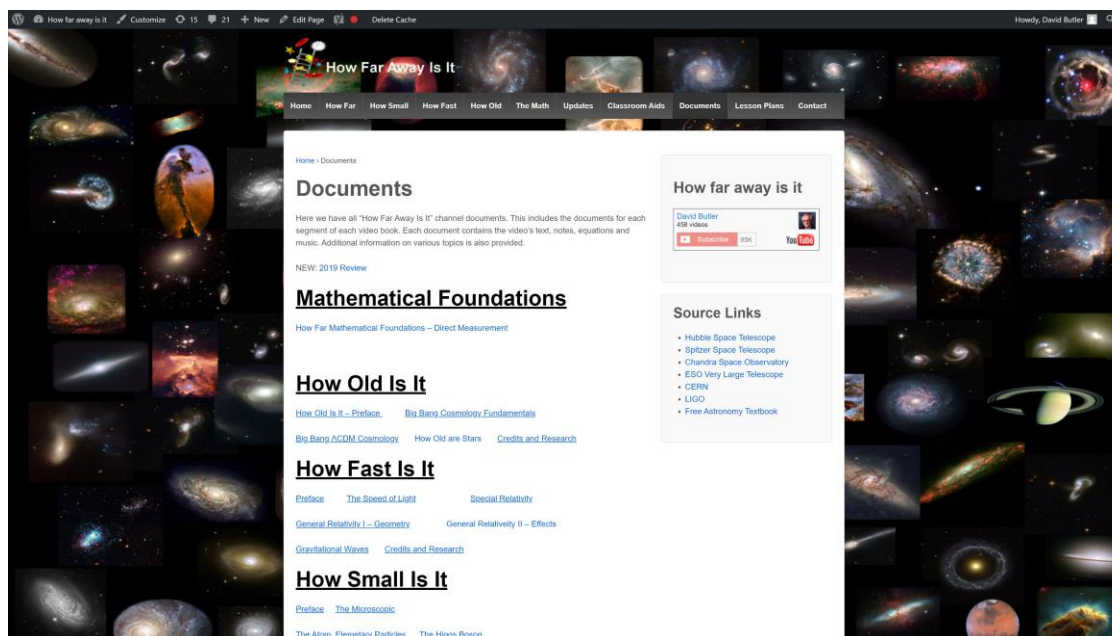 How far away is it Customize 15 21 + New Edit Page Delete Cache Howdy, David Butler
How Far Away Is It
Home How Far How Small How Fast How Old The Math Updates Classroom Aids Documents Lesson Plans Contact
Home › Documents
Documents
Here we have all "How Far Away Is It" channel documents. This includes the documents for each
segment of each video book. Each document contains the video's text, notes, equations and
music. Additional information on various topics is also provided.
NEW: 2019 Review
Mathematical Foundations
How Far Mathematical Foundations – Direct Measurement
How Old Is It
How Old Is It – Preface Big Bang Cosmology Fundamentals
Big Bang ΛCDM Cosmology How Old are Stars Credits and Research
How Fast Is It
Preface The Speed of Light Special Relativity
General Relativity I – Geometry General Relativeity II – Effects
Gravitational Waves Credits and Research
How Small Is It
Preface The Microscopic
The Atom Elemetary Particles The Higgs Boson
How far away is it
David Butler
458 videos
Subscribe 85K YouTube
Source Links
• Hubble Space Telescope
• Spitzer Space Telescope
• Chandra Space Observatory
• ESO Very Large Telescope
• CERN
• LIGO
• Free Astronomy Textbook